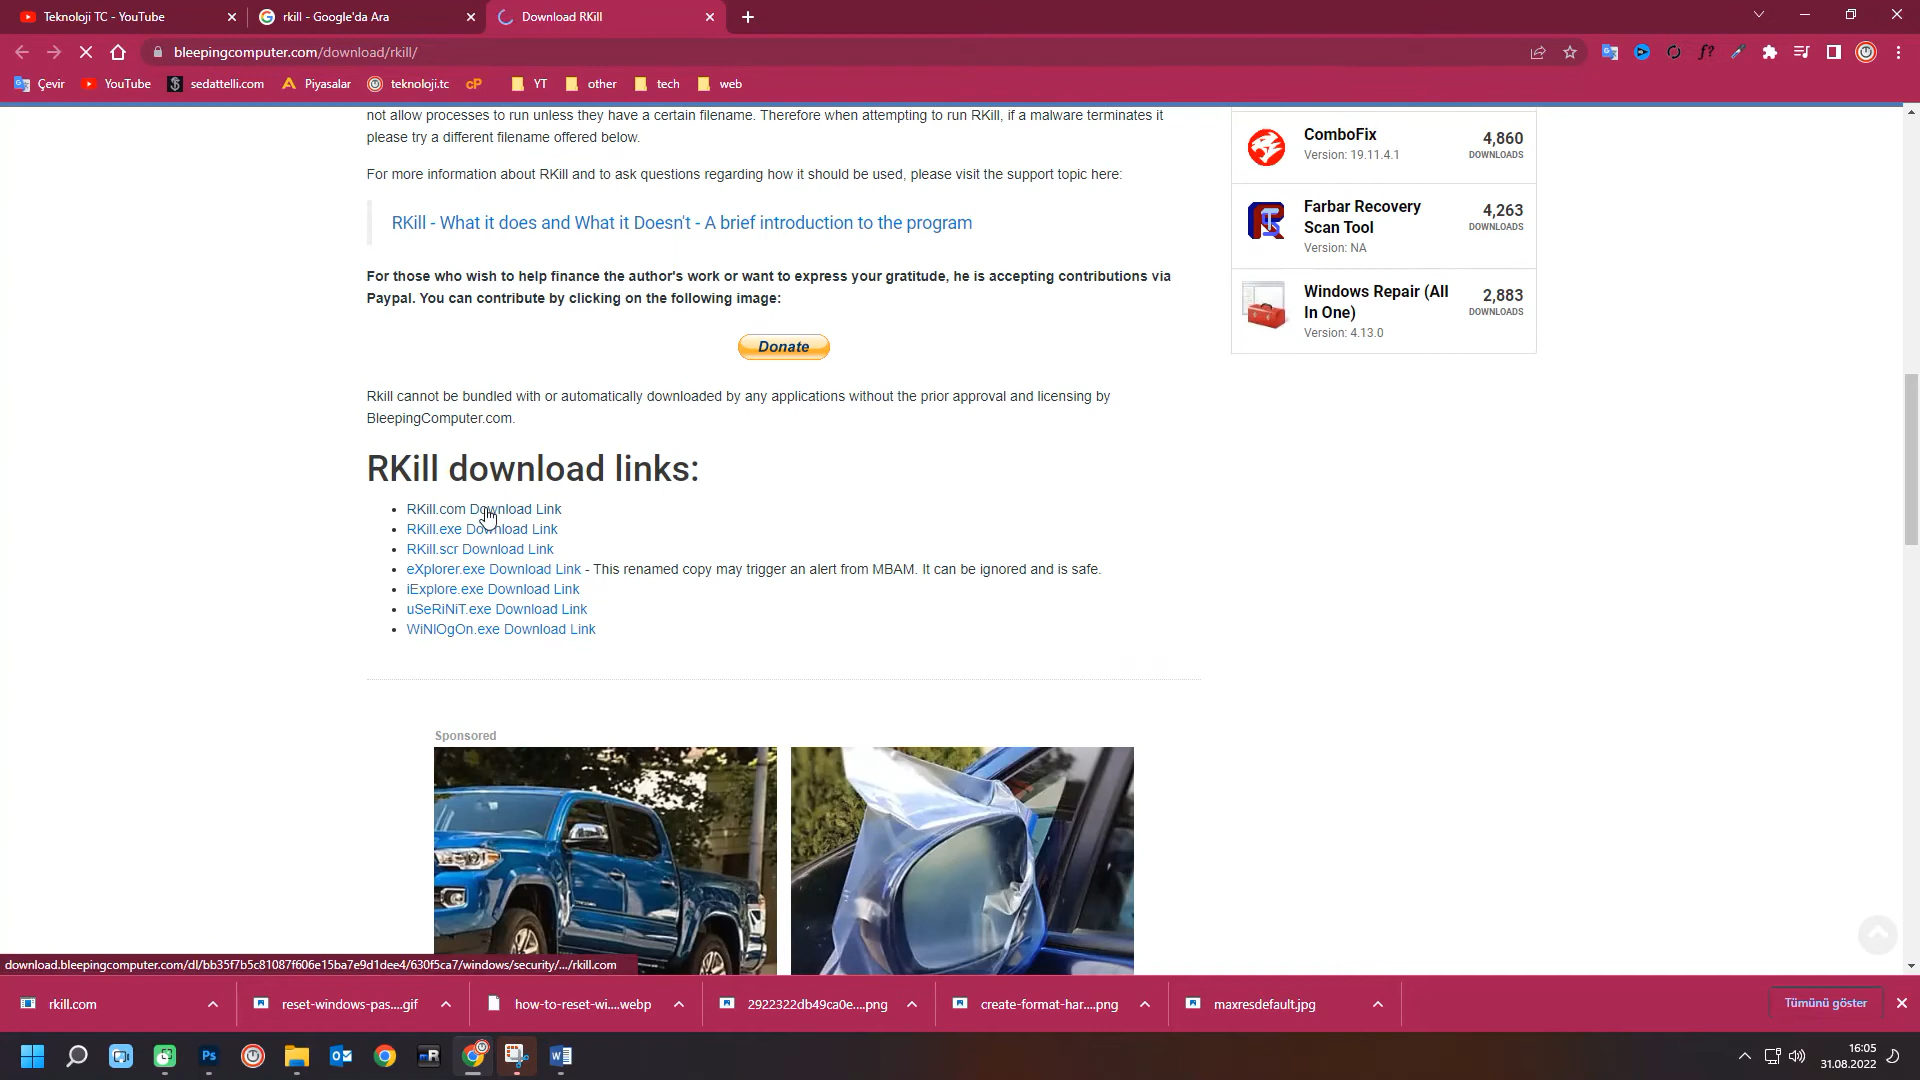 Teknoloji TC - YouTube
rkill - Google'da Ara
Download RKill
bleepingcomputer.com/download/rkill/
Çevir
YouTube
sedattelli.com
Piyasalar
teknoloji.tc
cP
YT
other
tech
web
not allow processes to run unless they have a certain filename. Therefore when attempting to run RKill, if a malware terminates it
please try a different filename offered below.
For more information about RKill and to ask questions regarding how it should be used, please visit the support topic here:
RKill - What it does and What it Doesn't - A brief introduction to the program
For those who wish to help finance the author's work or want to express your gratitude, he is accepting contributions via
Paypal. You can contribute by clicking on the following image:
Donate
Rkill cannot be bundled with or automatically downloaded by any applications without the prior approval and licensing by
BleepingComputer.com.
RKill download links:
RKill.com Download Link
RKill.exe Download Link
RKill.scr Download Link
eXplorer.exe Download Link - This renamed copy may trigger an alert from MBAM. It can be ignored and is safe.
iExplore.exe Download Link
uSeRiNiT.exe Download Link
WiNlOgOn.exe Download Link
ComboFix
4,860
Version: 19.11.4.1
DOWNLOADS
Farbar Recovery
Scan Tool
4,263
DOWNLOADS
Version: NA
Windows Repair (All
In One)
2,883
DOWNLOADS
Version: 4.13.0
Sponsored
download.bleepingcomputer.com/dl/bb35f7b5c81087f606e15ba7e9d1dee4/630f5ca7/windows/security/.../rkill.com
rkill.com
reset-windows-pas....gif
how-to-reset-wi....webp
2922322db49ca0e....png
create-format-har....png
maxresdefault.jpg
Tümünü göster
Ps
mR
16:05
31.08.2022